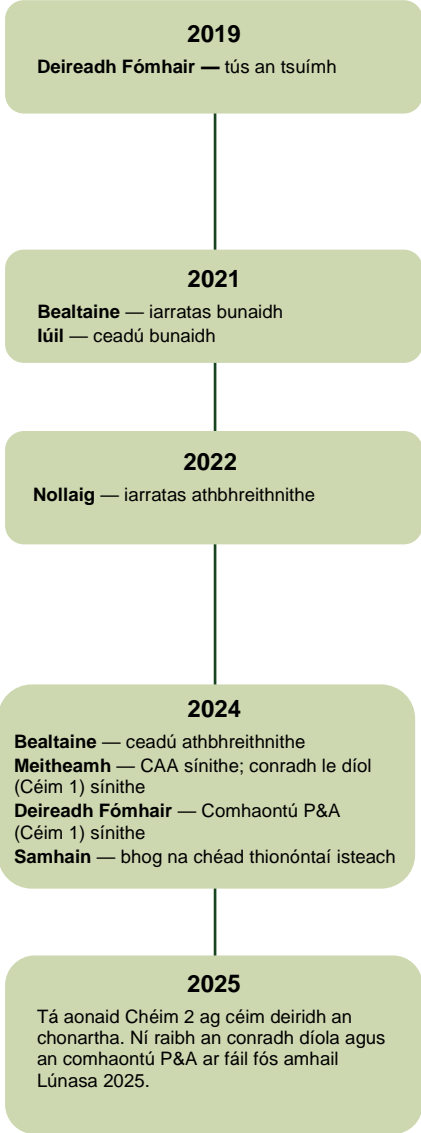 2019
Deireadh Fómhair — tús an tsuímh
2021
Bealtaine — iarratas bunaidh
Iúil — ceadú bunaidh
2022
Nollaig — iarratas athbhreithnithe
2024
Bealtaine — ceadú athbhreithnithe
Meitheamh — CAA sínithe; conradh le díol
(Céim 1) sínithe
Deireadh Fómhair — Comhaontú P&A
(Céim 1) sínithe
Samhain — bhog na chéad thionóntaí isteach
2025
Tá aonaid Chéim 2 ag céim deiridh an
chonartha. Ní raibh an conradh díola agus
an comhaontú P&A ar fáil fós amhail
Lúnasa 2025.